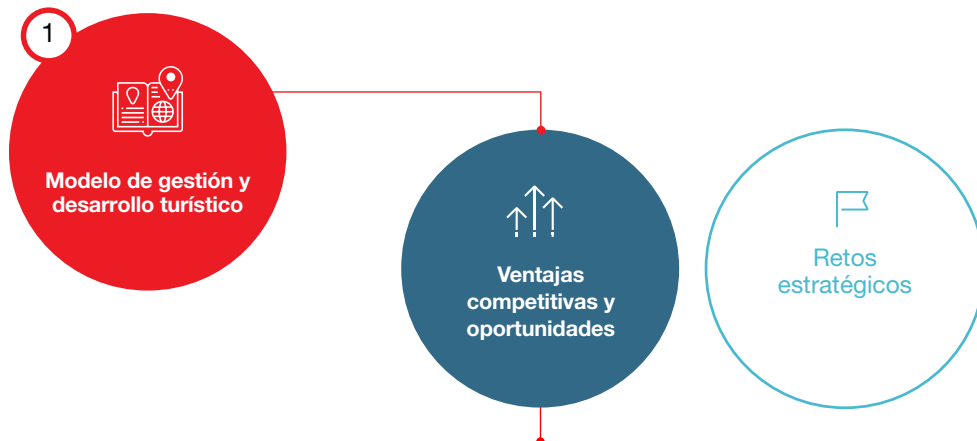 1
Modelo de gestión y
desarrollo turístico
Ventajas
competitivas y
oportunidades
Retos
estratégicos